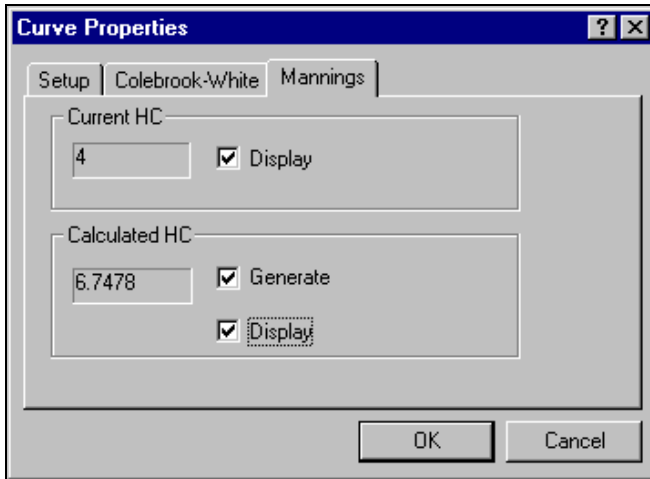 Curve Properties
Setup Colebrook-White Mannings
Current HC
4 Display
Calculated HC
6.7478 Generate
Display
OK Cancel